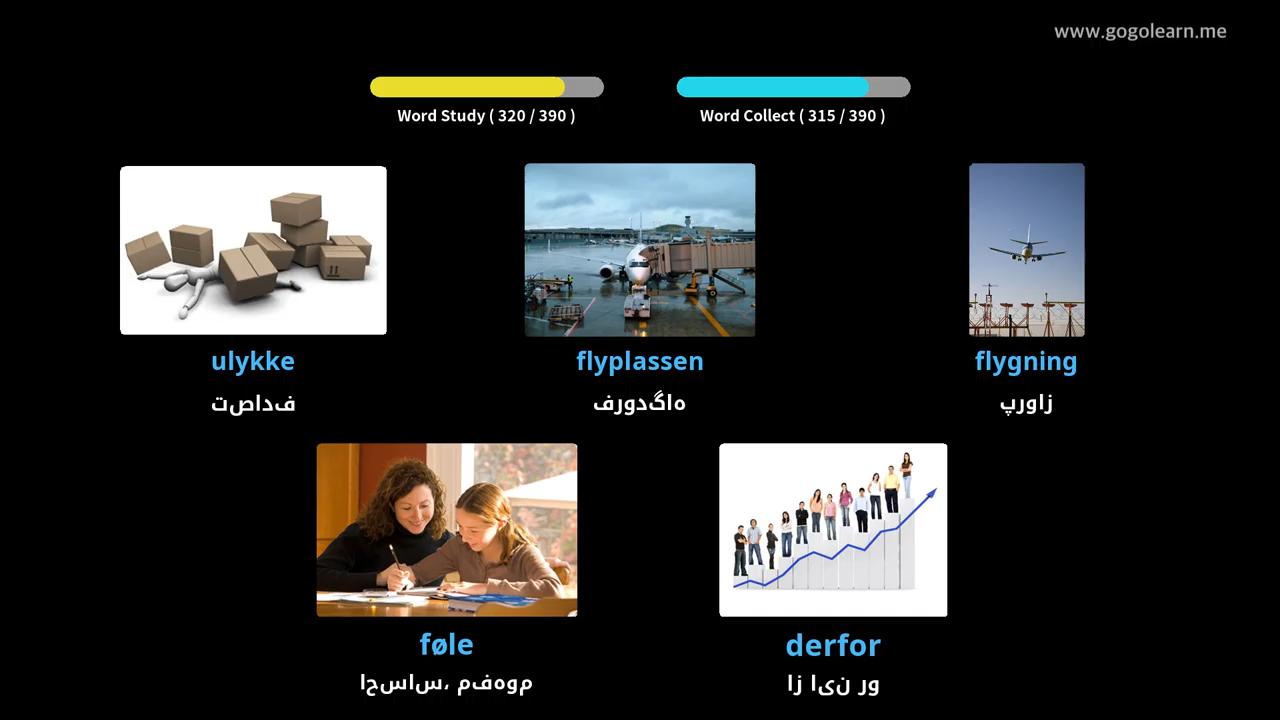 www.gogolearn.me
Word Study ( 320 / 390 )
Word Collect ( 315 / 390 )
ulykke
flyplassen
flygning
تصادف
فرودگاه
پرواز
føle
derfor
احساس، مفهوم
از این رو